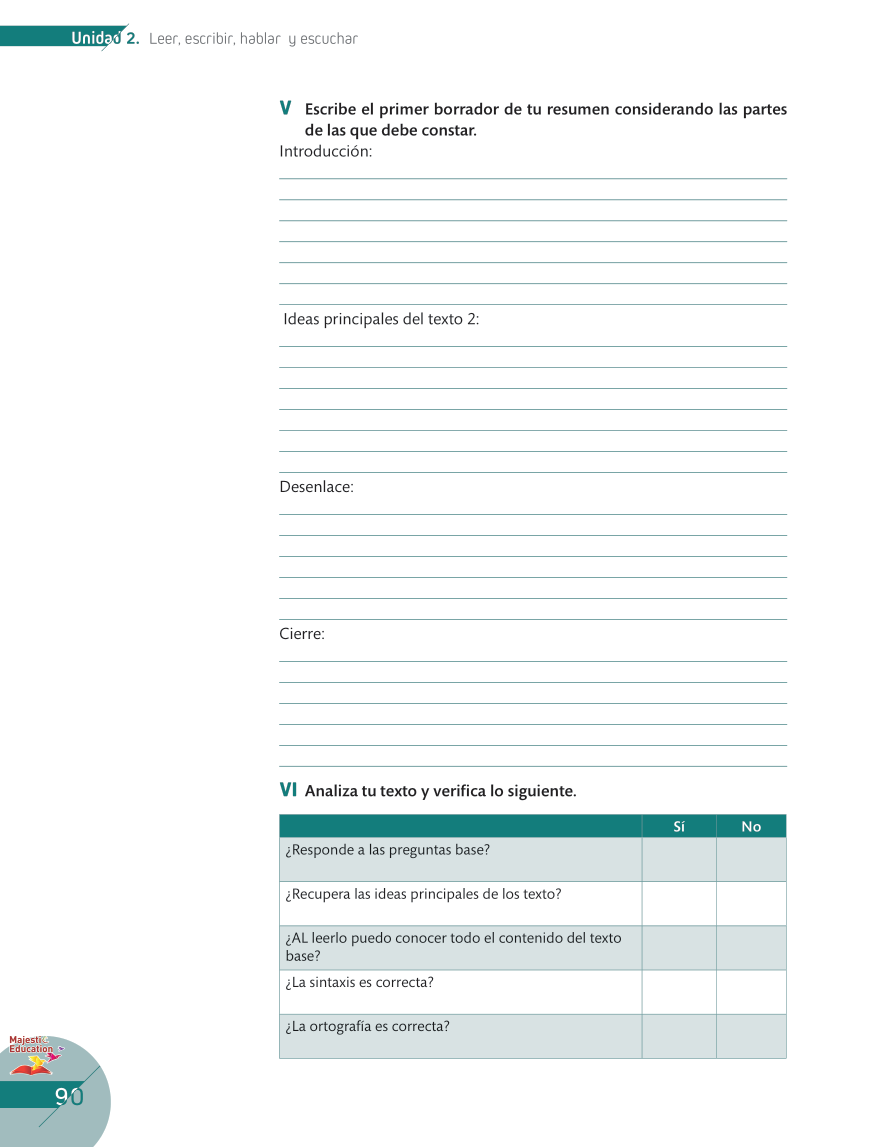 Unidad 2. Leer, escribir, hablar y escuchar
V Escribe el primer borrador de tu resumen considerando las partes
de las que debe constar.
Introducción:
Ideas principales del texto 2:
Desenlace:
Cierre:
VI Analiza tu texto y verifica lo siguiente.
Sí No
¿Responde a las preguntas base?
¿Recupera las ideas principales de los texto?
¿AL leerlo puedo conocer todo el contenido del texto
base?
¿La sintaxis es correcta?
¿La ortografía es correcta?
Majestic
Education
90